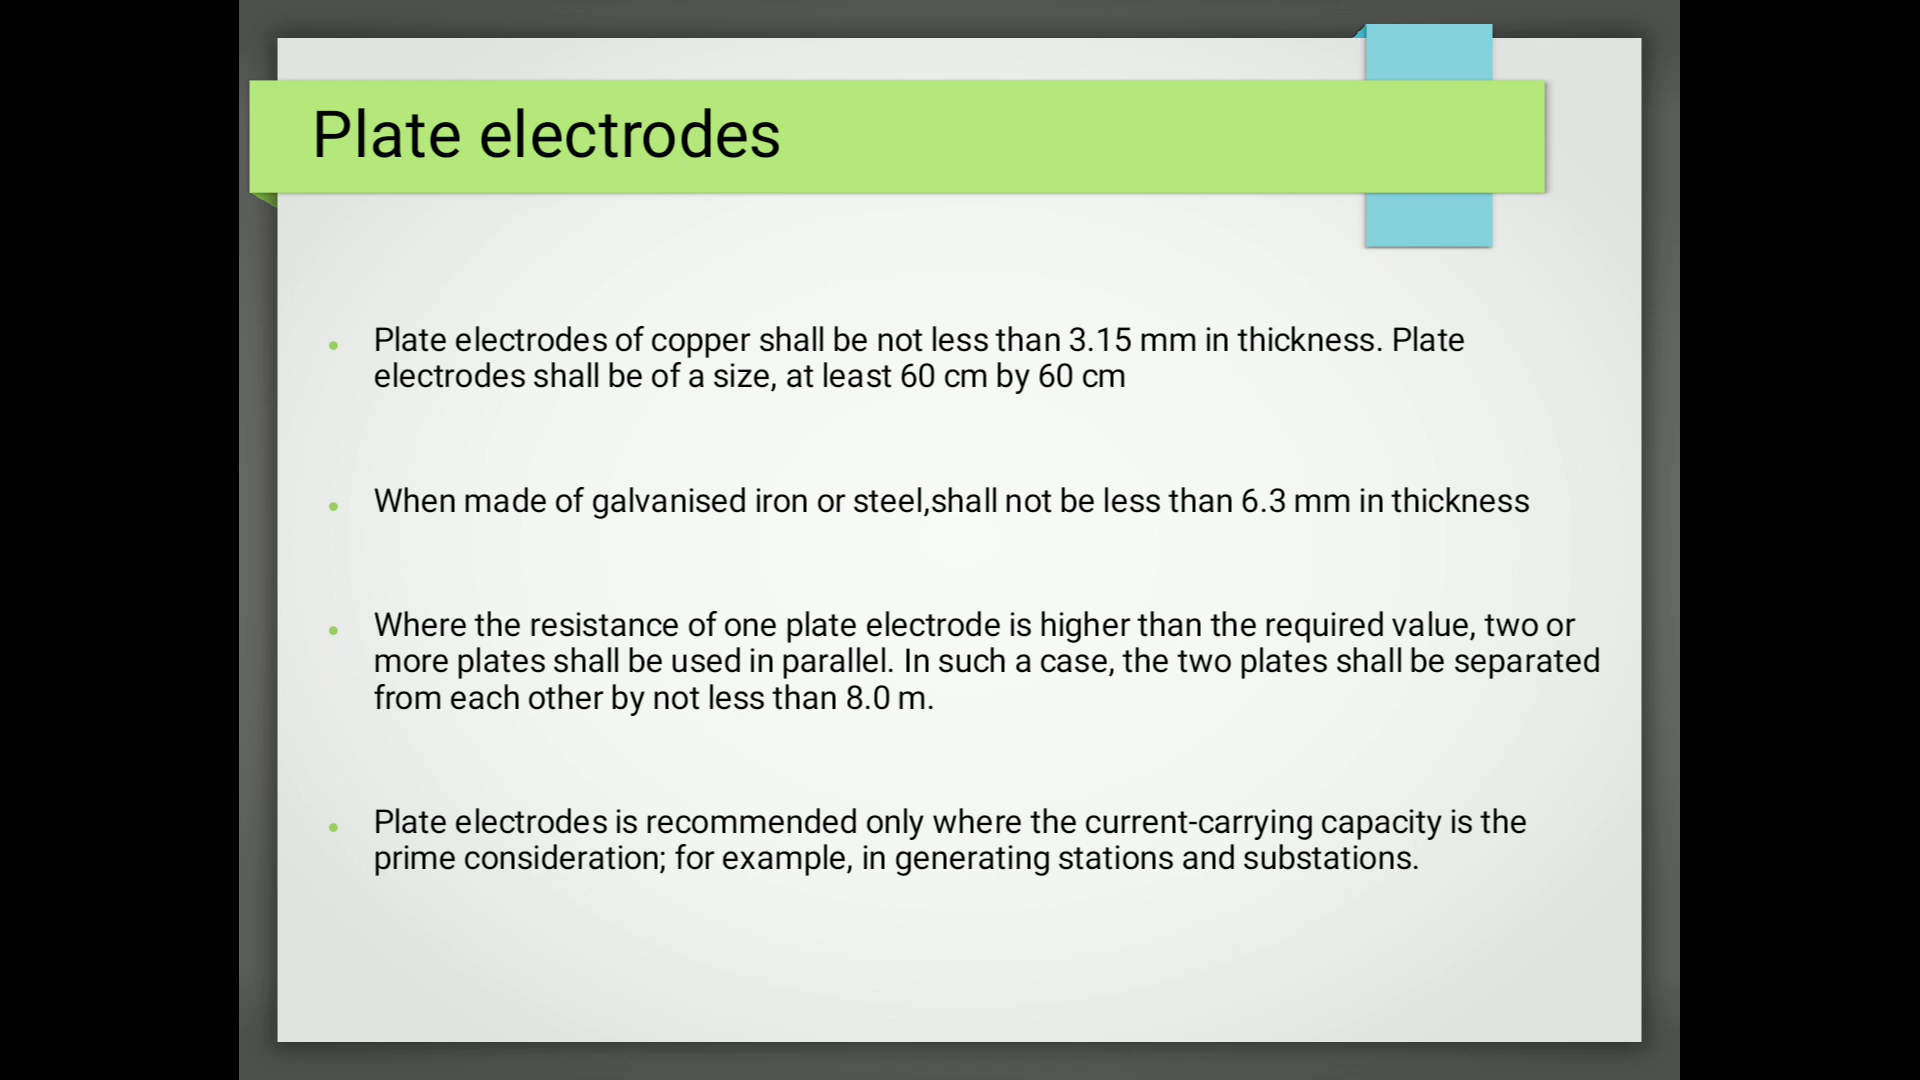 Plate electrodes
Plate electrodes of copper shall be not less than 3.15 mm in thickness. Plate
electrodes shall be of a size, at least 60 cm by 60 cm
When made of galvanised iron or steel,shall not be less than 6.3 mm in thickness
Where the resistance of one plate electrode is higher than the required value, two or
more plates shall be used in parallel. In such a case, the two plates shall be separated
from each other by not less than 8.0 m.
Plate electrodes is recommended only where the current-carrying capacity is the
prime consideration; for example, in generating stations and substations.